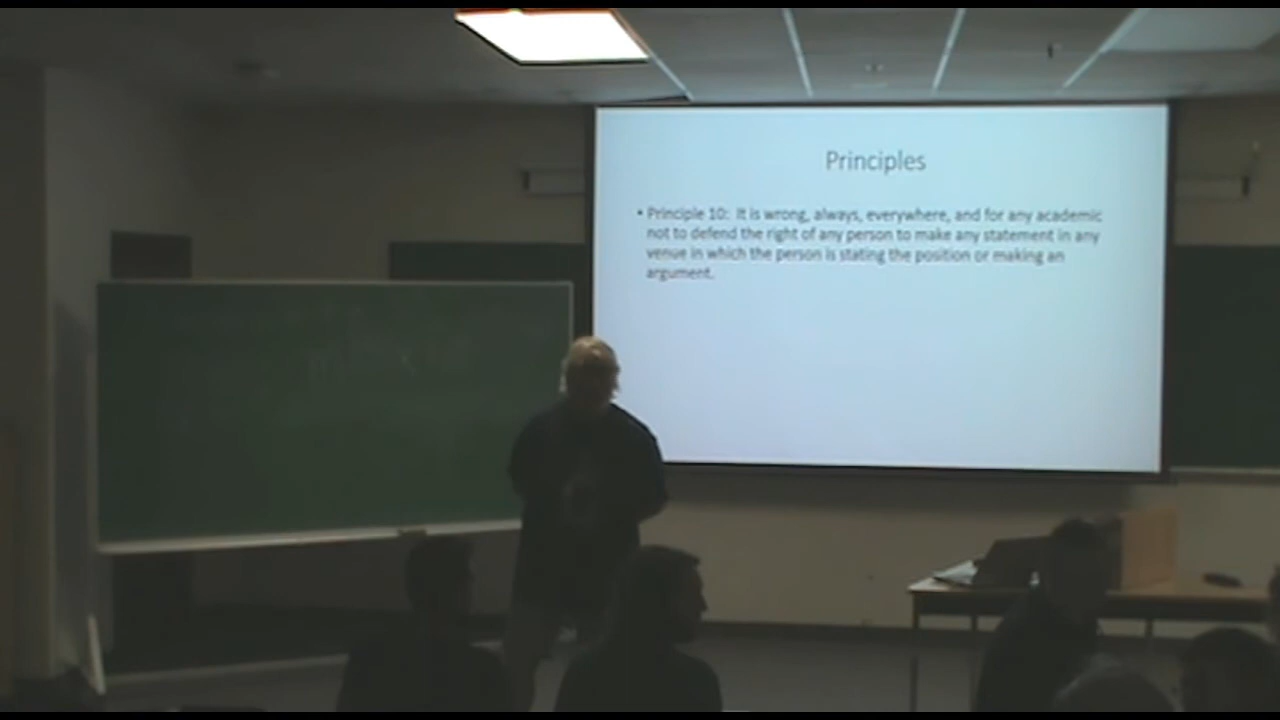 Principles
• Principle 10: It is wrong, always, everywhere, and for any academic
not to defend the right of any person to make any statement in any
venue in which the person is stating the position or making an
argument.